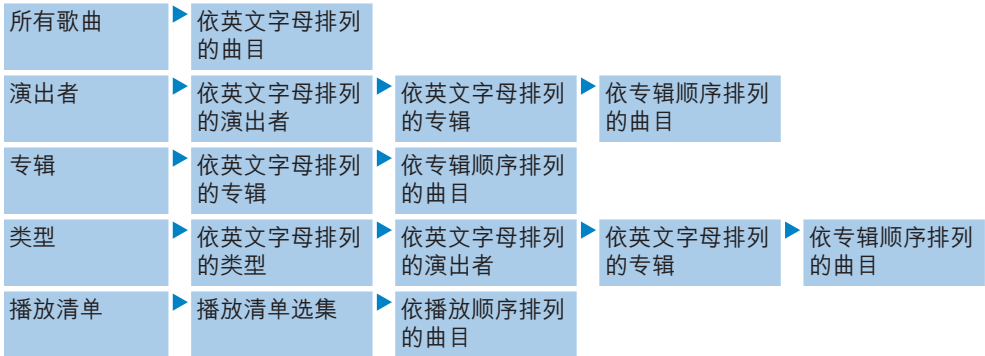 所有歌曲
依英文字母排列
的曲目
演出者
依英文字母排列
的演出者
依英文字母排列
的专辑
依专辑顺序排列
的曲目
专辑
依英文字母排列
的专辑
依专辑顺序排列
的曲目
类型
依英文字母排列
的类型
依英文字母排列
的演出者
依英文字母排列
的专辑
依专辑顺序排列
的曲目
播放清单
播放清单选集
依播放顺序排列
的曲目